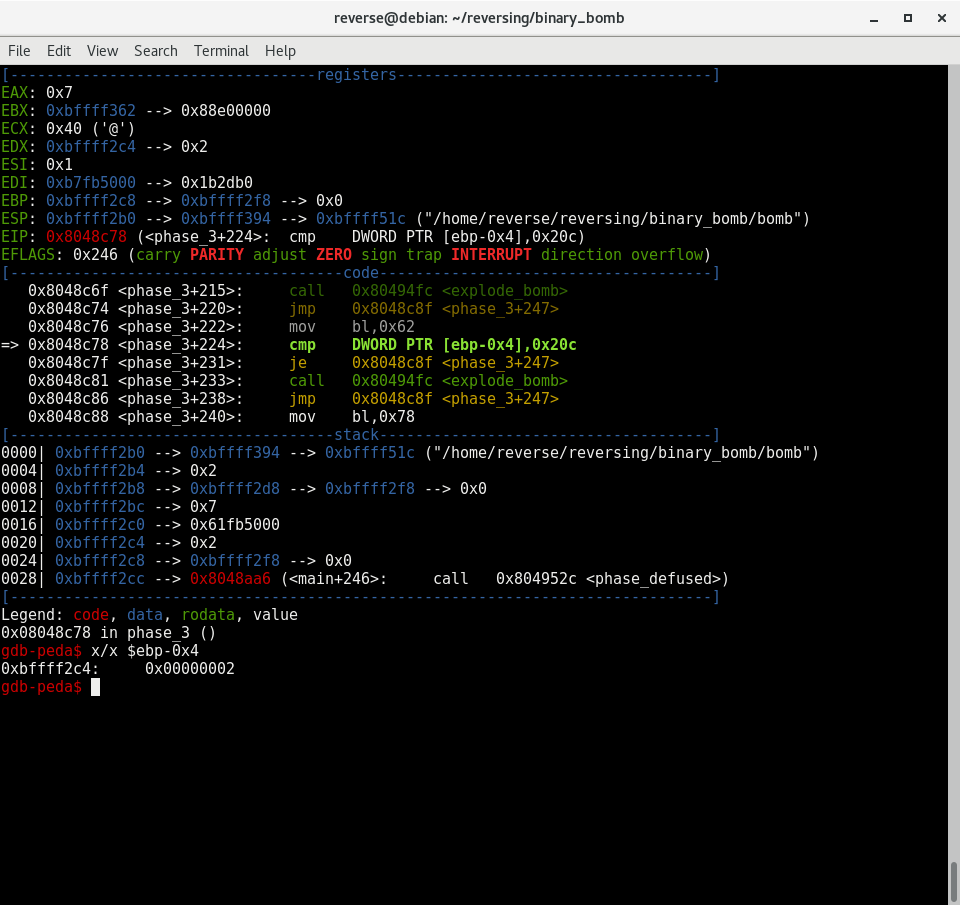 reverse@debian: ~/reversing/binary_bomb
File Edit View Search Terminal Help
[----------------------------------registers-----------------------------------]
EAX: 0x7
EBX: 0xbffff362 --> 0x88e00000
ECX: 0x40 ('@')
EDX: 0xbffff2c4 --> 0x2
ESI: 0x1
EDI: 0xb7fb5000 --> 0x1b2db0
EBP: 0xbffff2c8 --> 0xbffff2f8 --> 0x0
ESP: 0xbffff2b0 --> 0xbffff394 --> 0xbffff51c ("/home/reverse/reversing/binary_bomb/bomb")
EIP: 0x8048c78 (<phase_3+224>:  cmp    DWORD PTR [ebp-0x4],0x20c)
EFLAGS: 0x246 (carry PARITY adjust ZERO sign trap INTERRUPT direction overflow)
[-------------------------------------code-------------------------------------]
   0x8048c6f <phase_3+215>:     call   0x80494fc <explode_bomb>
   0x8048c74 <phase_3+220>:     jmp    0x8048c8f <phase_3+247>
   0x8048c76 <phase_3+222>:     mov    bl,0x62
=> 0x8048c78 <phase_3+224>:     cmp    DWORD PTR [ebp-0x4],0x20c
   0x8048c7f <phase_3+231>:     je     0x8048c8f <phase_3+247>
   0x8048c81 <phase_3+233>:     call   0x80494fc <explode_bomb>
   0x8048c86 <phase_3+238>:     jmp    0x8048c8f <phase_3+247>
   0x8048c88 <phase_3+240>:     mov    bl,0x78
[------------------------------------stack-------------------------------------]
0000| 0xbffff2b0 --> 0xbffff394 --> 0xbffff51c ("/home/reverse/reversing/binary_bomb/bomb")
0004| 0xbffff2b4 --> 0x2
0008| 0xbffff2b8 --> 0xbffff2d8 --> 0xbffff2f8 --> 0x0
0012| 0xbffff2bc --> 0x7
0016| 0xbffff2c0 --> 0x61fb5000
0020| 0xbffff2c4 --> 0x2
0024| 0xbffff2c8 --> 0xbffff2f8 --> 0x0
0028| 0xbffff2cc --> 0x8048aa6 (<main+246>:     call   0x804952c <phase_defused>)
[------------------------------------------------------------------------------]
Legend: code, data, rodata, value
0x08048c78 in phase_3 ()
gdb-peda$ x/x $ebp-0x4
0xbffff2c4:     0x00000002
gdb-peda$